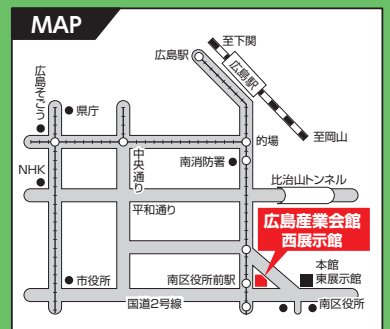 MAP
至下関
広島駅
広島駅
広島そごう
県庁
至岡山
的場
南消防署
中央通り
NHK
比治山トンネル
平和通り
広島産業会館
西展示館
本館
東展示館
市役所
南区役所前駅
国道2号線
南区役所